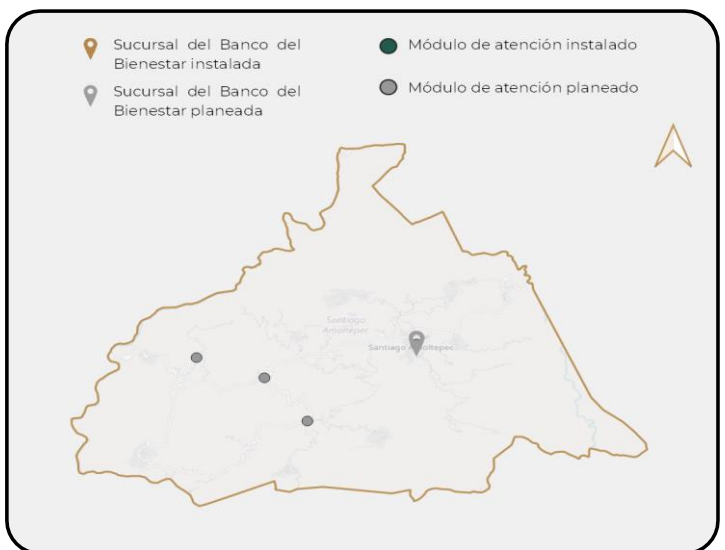 Sucursal del Banco del
Bienestar instalada
Sucursal del Banco del
Bienestar planeada
Módulo de atención instalado
Módulo de atención planeado
Santiago
Amoltepec
Santiago Amoltepec